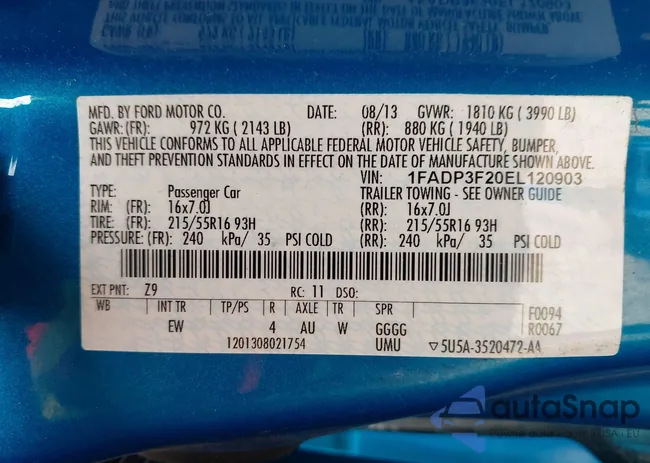 MFD. BY FORD MOTOR CO. DATE: 08/13 GVWR: 1810 KG ( 3990 LB)
GAWR: (FR): 972 KG ( 2143 LB) (RR): 880 KG ( 1940 LB)
THIS VEHICLE CONFORMS TO ALL APPLICABLE FEDERAL MOTOR VEHICLE SAFETY, BUMPER,
AND THEFT PREVENTION STANDARDS IN EFFECT ON THE DATE OF MANUFACTURE SHOWN ABOVE.
VIN: 1FADP3F20EL120903
TYPE: Passenger Car TRAILER TOWING - SEE OWNER GUIDE
RIM: (FR): 16x7.0J (RR): 16x7.0J
TIRE: (FR): 215/55R16 93H (RR): 215/55R16 93H
PRESSURE: (FR): 240 kPa/ 35 PSI COLD (RR): 240 kPa/ 35 PSI COLD
EXT PNT: Z9 RC: 11 DSO:
WB INT TR TP/PS R AXLE TR SPR F0094
EW 4 AU W GGGG R0067
1201308021754 UMU ▽5U5A-3520472-AA
autoSnap